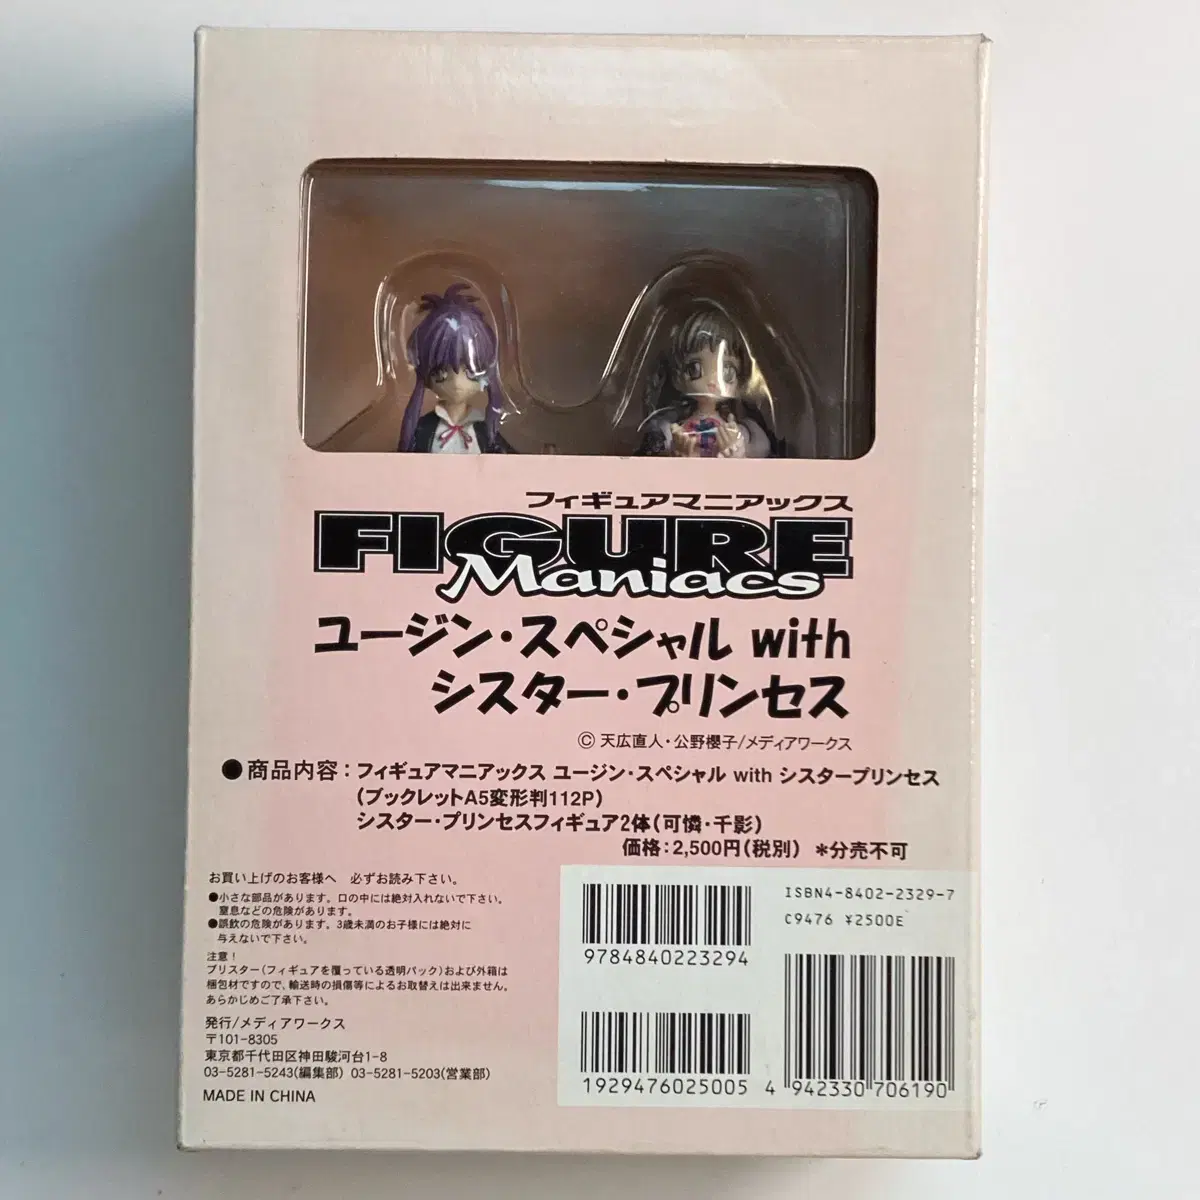 フィギュアマニアックス
FIGURE
Maniacs
ユージン・スペシャル with
シスター・プリンセス
© 天広直人・公野櫻子/メディアワークス
●商品内容：フィギュアマニアックス ユージン・スペシャル with シスタープリンセス
(ブックレットA5変形判112P)
シスター・プリンセスフィギュア2体(可憐・千影)
価格：2,500円(税別) *分売不可
お買い上げのお客様へ 必ずお読み下さい。
●小さな部品があります。口の中には絶対入れないで下さい。
窒息などの危険があります。
●誤飲の危険があります。3歳未満のお子様には絶対に
与えないで下さい。
注意！
ブリスター(フィギュアを覆っている透明パック)および外箱は
梱包材ですので、輸送時の損傷等によるお取替えは出来ません。
あらかじめご了承下さい。
発行/メディアワークス
〒101-8305
東京都千代田区神田駿河台1-8
03-5281-5243(編集部) 03-5281-5203(営業部)
MADE IN CHINA
ISBN4-8402-2329-7
C9476 ¥2500E
9784840223294
1929476025005
4 942330 706190